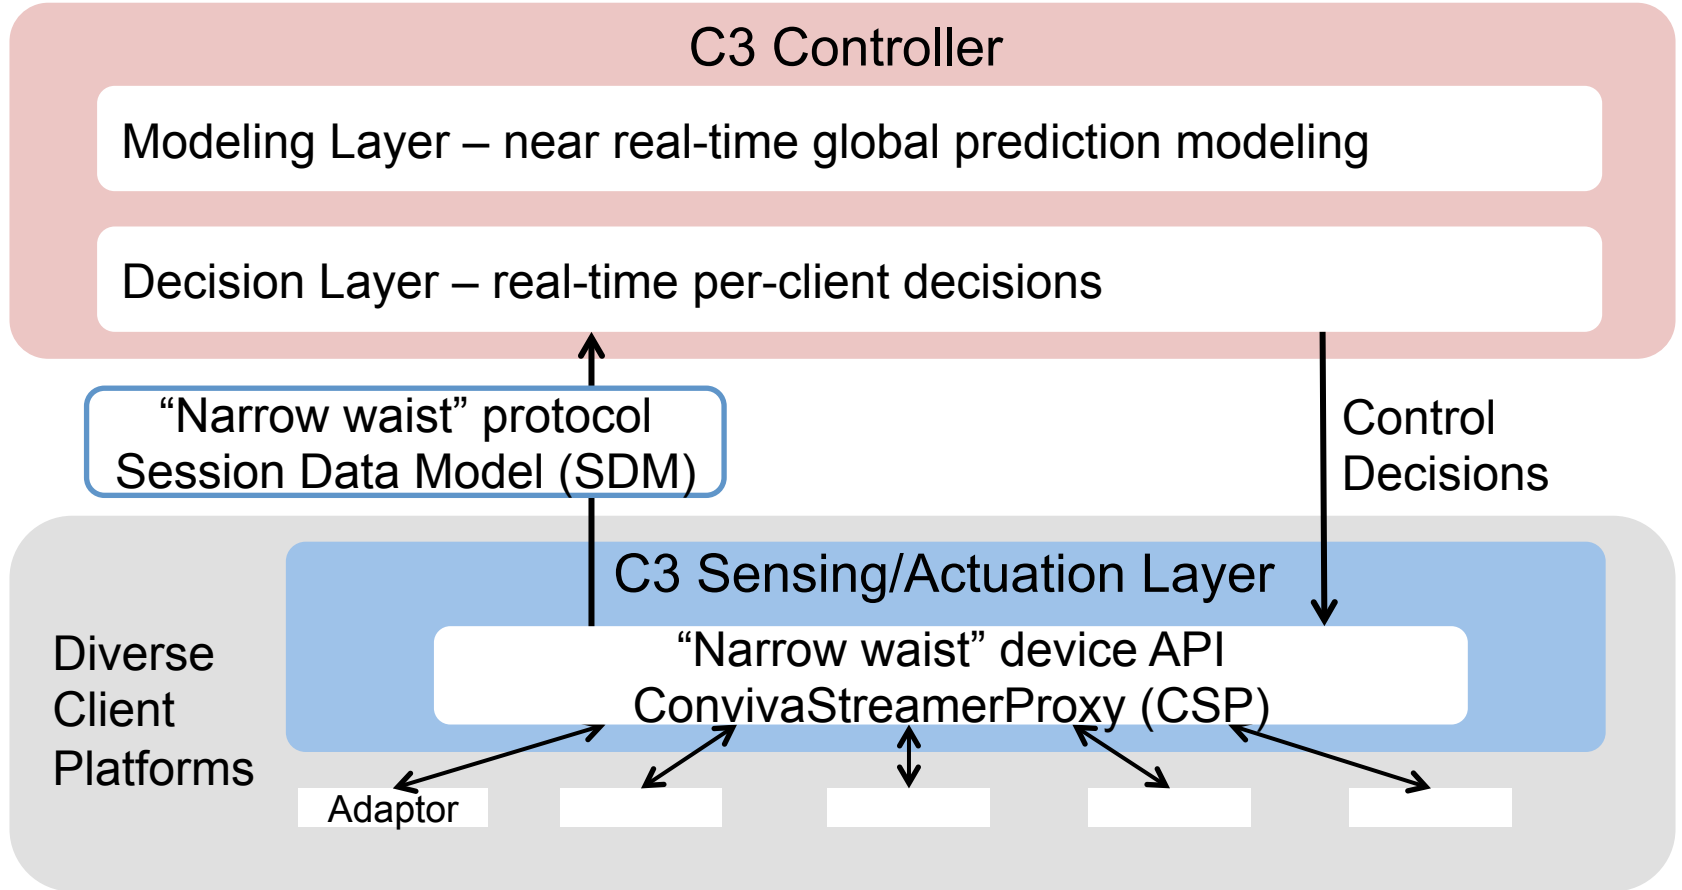 C3 Controller
Modeling Layer – near real-time global prediction modeling
Decision Layer – real-time per-client decisions
“Narrow waist” protocol
Session Data Model (SDM)
Control
Decisions
C3 Sensing/Actuation Layer
“Narrow waist” device API
ConvivaStreamerProxy (CSP)
Diverse
Client
Platforms
Adaptor